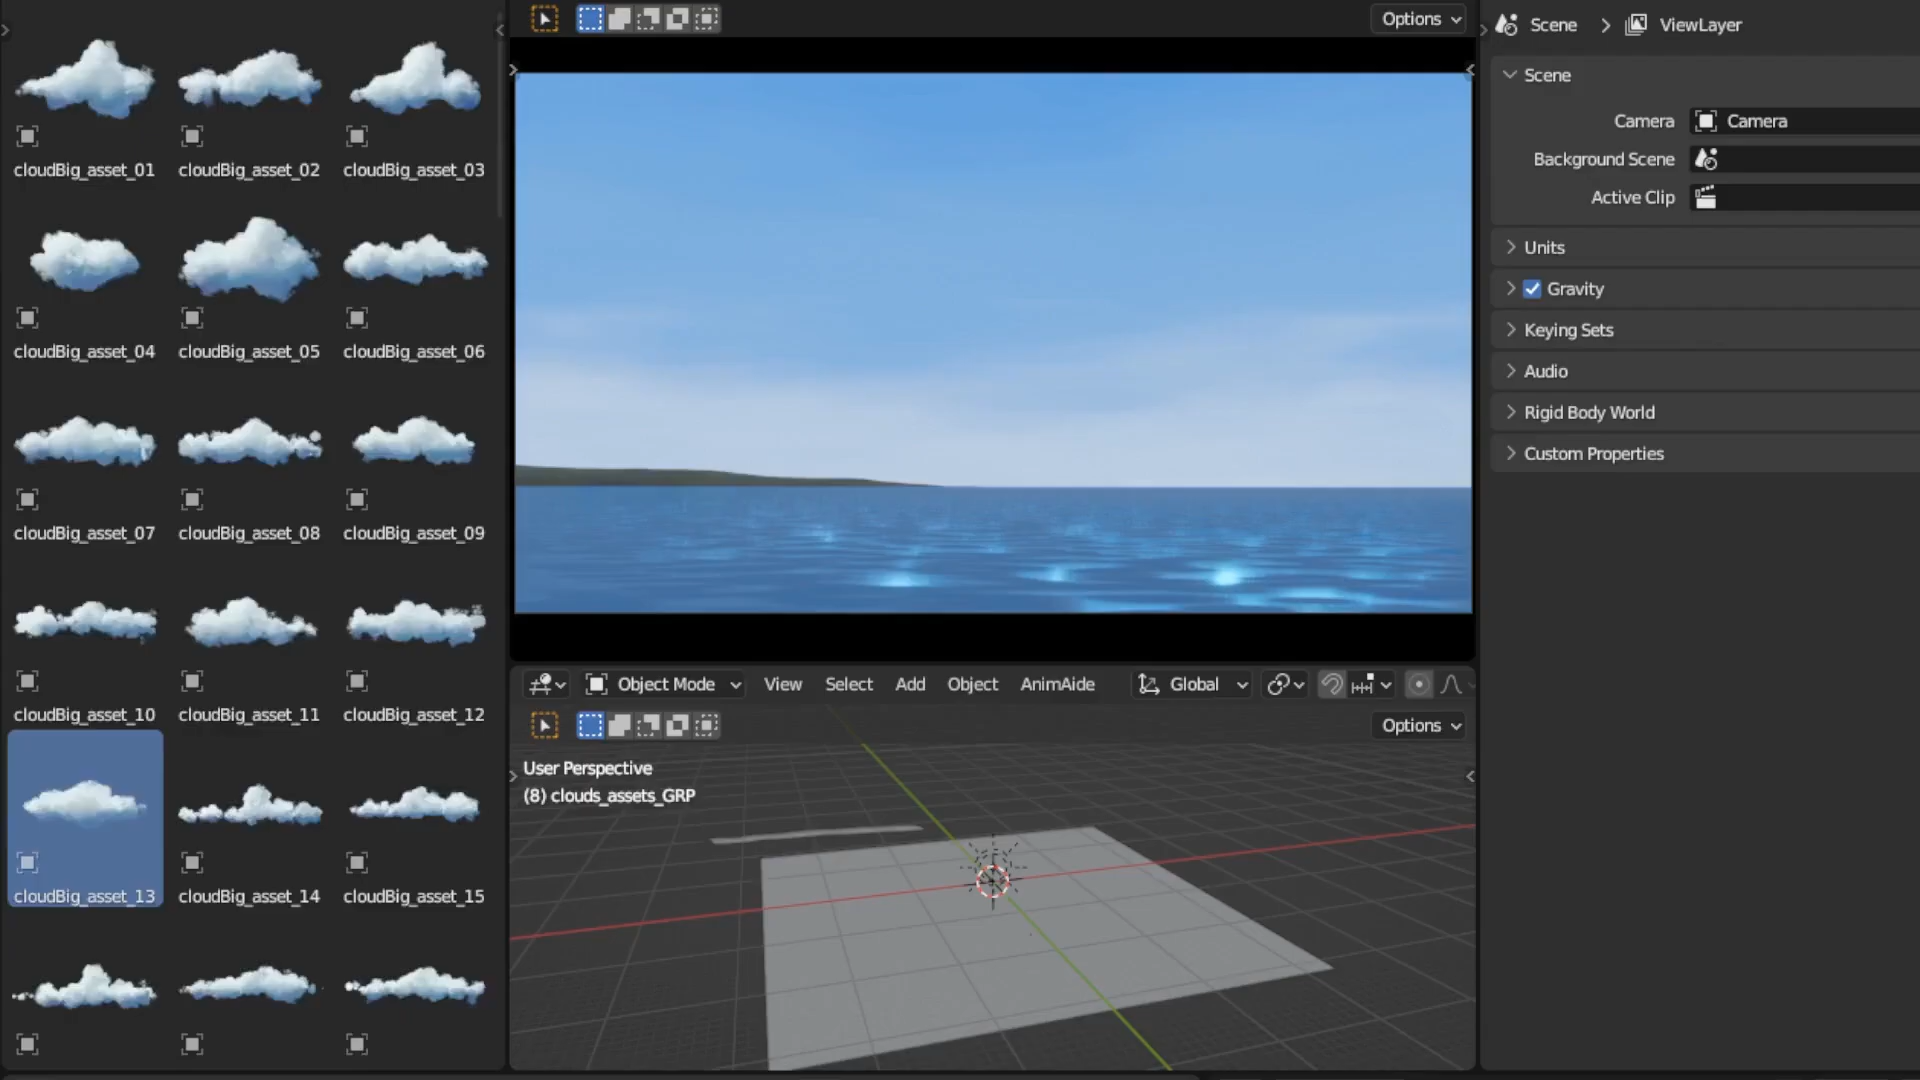 cloudBig_asset_01
cloudBig_asset_02
cloudBig_asset_03
cloudBig_asset_04
cloudBig_asset_05
cloudBig_asset_06
cloudBig_asset_07
cloudBig_asset_08
cloudBig_asset_09
cloudBig_asset_10
cloudBig_asset_11
cloudBig_asset_12
cloudBig_asset_13
cloudBig_asset_14
cloudBig_asset_15
Options
Object Mode View Select Add Object AnimAide Global
Options
User Perspective
(8) clouds_assets_GRP
Scene ViewLayer
Scene
Camera Camera
Background Scene
Active Clip
Units
Gravity
Keying Sets
Audio
Rigid Body World
Custom Properties